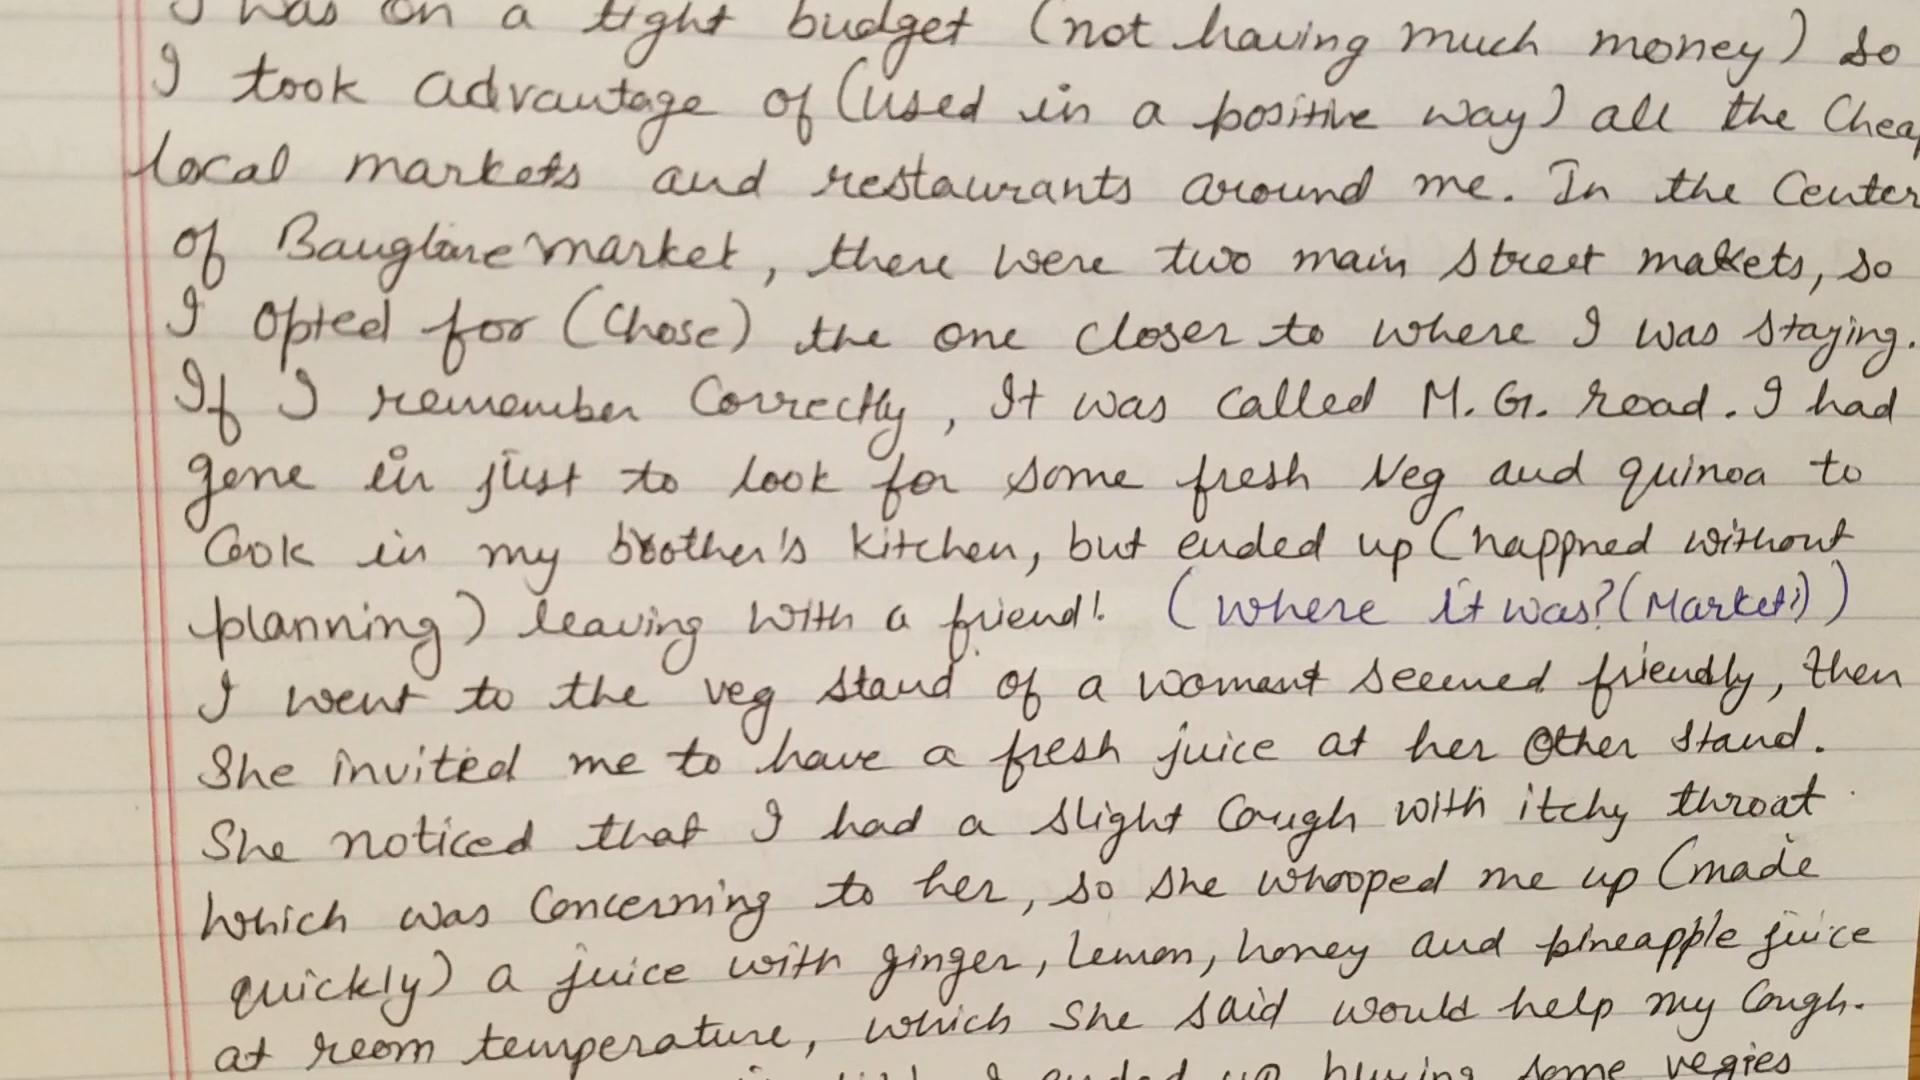 I was on a tight budget (not having much money) so
I took advantage of (used in a positive way) all the Chea
local markets and restaurants around me. In the Center
of Banglore market, there were two main street makets, so
I opted for (Chose) the one closer to where I was staying.
If I remember Correctly, It was called M. G. road. I had
gone in just to look for some fresh Veg and quinoa to
Cook in my brother's kitchen, but ended up (happned without
planning) leaving with a friend! (where it was? (Market))
I went to the veg stand of a woman seemed friendly, then
She invited me to have a fresh juice at her Other stand.
She noticed that I had a slight Cough with itchy throat
which was Concerning to her, so she whooped me up (made
quickly) a juice with ginger, lemon, honey and pineapple juice
at room temperature, which she said would help my Cough.
I ended up buying some vegies